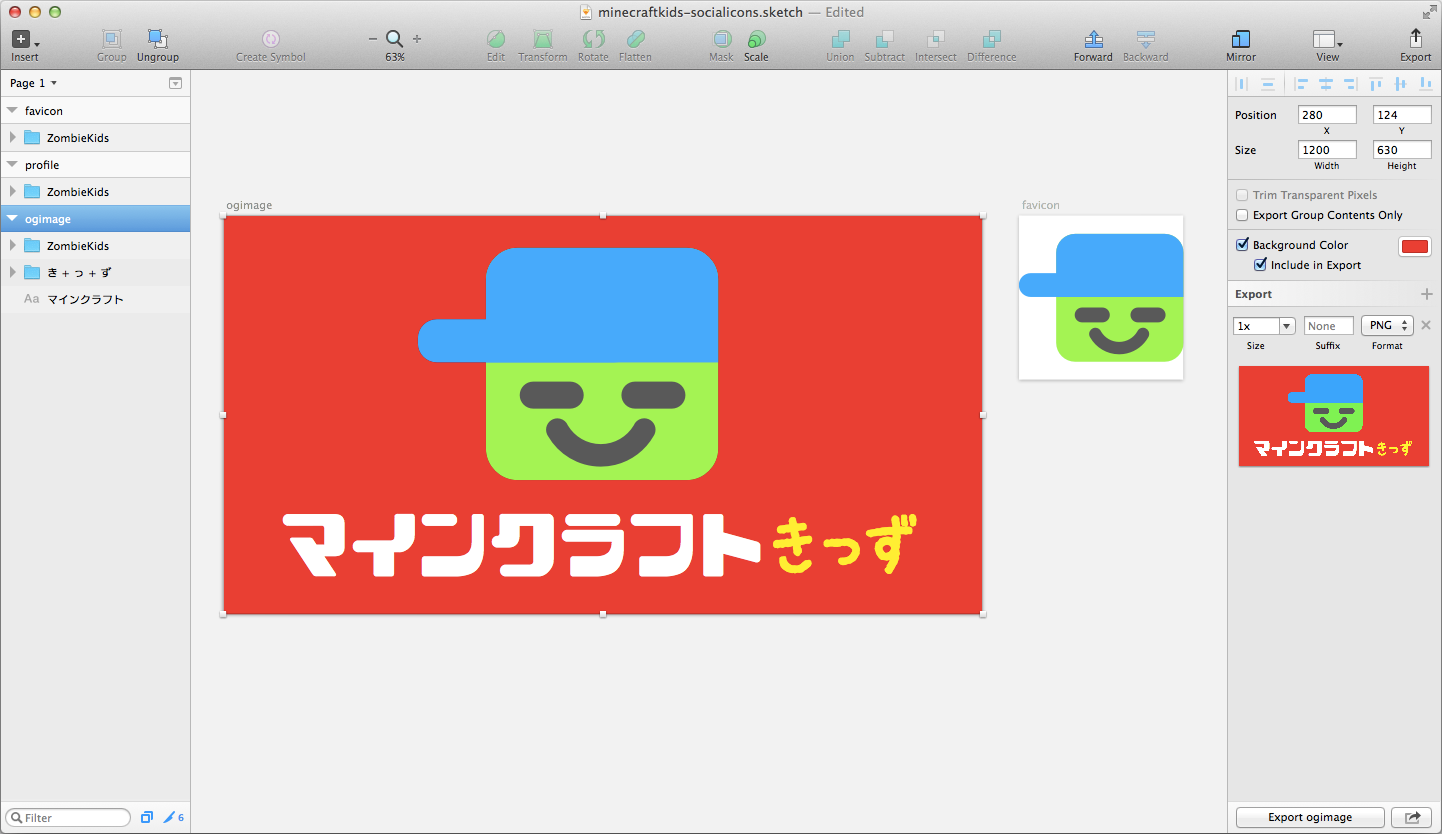 minecraftkids-socialicons.sketch — Edited
Insert Group Ungroup Create Symbol 63% Edit Transform Rotate Flatten Mask Scale Union Subtract Intersect Difference Forward Backward Mirror View Export
Page 1
favicon
ZombieKids
profile
ZombieKids
ogimage
ZombieKids
き + っ + ず
Aa マインクラフト
Filter
6
ogimage
マインクラフトきっず
favicon
Position 280 124
X Y
Size 1200 630
Width Height
Trim Transparent Pixels
Export Group Contents Only
Background Color
Include in Export
Export
1x None PNG
Size Suffix Format
マインクラフトきっず
Export ogimage